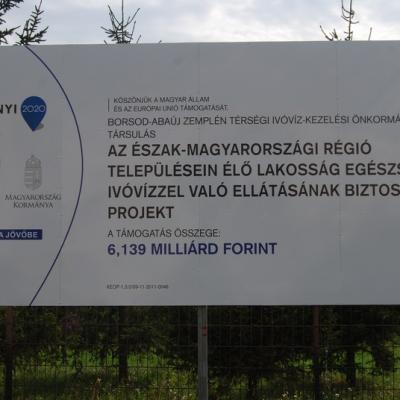 NYI 2020
MAGYARORSZÁG
KORMÁNYA
A JÖVŐBE
KÖSZÖNJÜK A MAGYAR ÁLLAM
ÉS AZ EURÓPAI UNIÓ TÁMOGATÁSÁT.
BORSOD-ABAÚJ ZEMPLÉN TÉRSÉGI IVÓVÍZ-KEZELÉSI ÖNKORMÁ
TÁRSULÁS
AZ ÉSZAK-MAGYARORSZÁGI RÉGIÓ
TELEPÜLÉSEIN ÉLŐ LAKOSSÁG EGÉSZS
IVÓVÍZZEL VALÓ ELLÁTÁSÁNAK BIZTOS
PROJEKT
A TÁMOGATÁS ÖSSZEGE:
6,139 MILLIÁRD FORINT